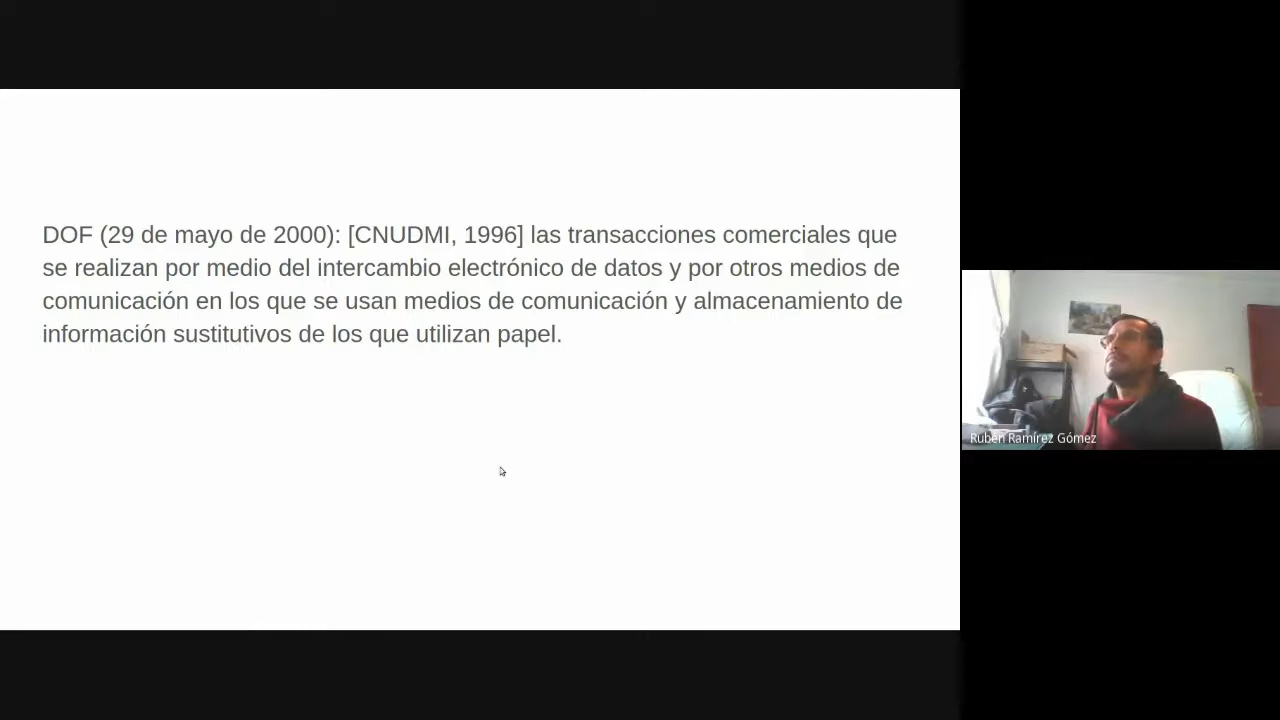 DOF (29 de mayo de 2000): [CNUDMI, 1996] las transacciones comerciales que
se realizan por medio del intercambio electrónico de datos y por otros medios de
comunicación en los que se usan medios de comunicación y almacenamiento de
información sustitutivos de los que utilizan papel.
Rubén Ramírez Gómez